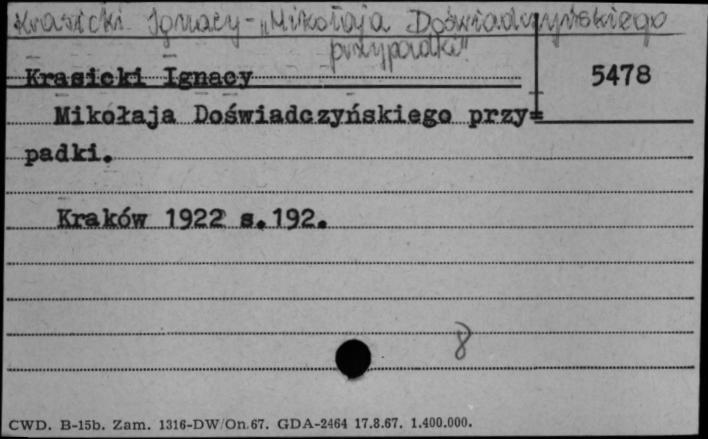 Krasicki Ignacy - „Mikołaja Doświadczyńskiego
przypadki"
Krasicki Ignacy
5478
Mikołaja Doświadczyńskiego przy=
padki.
Kraków 1922 s.192.
8
CWD. B-15b. Zam. 1316-DW/On.67. GDA-2464 17.8.67. 1.400.000.